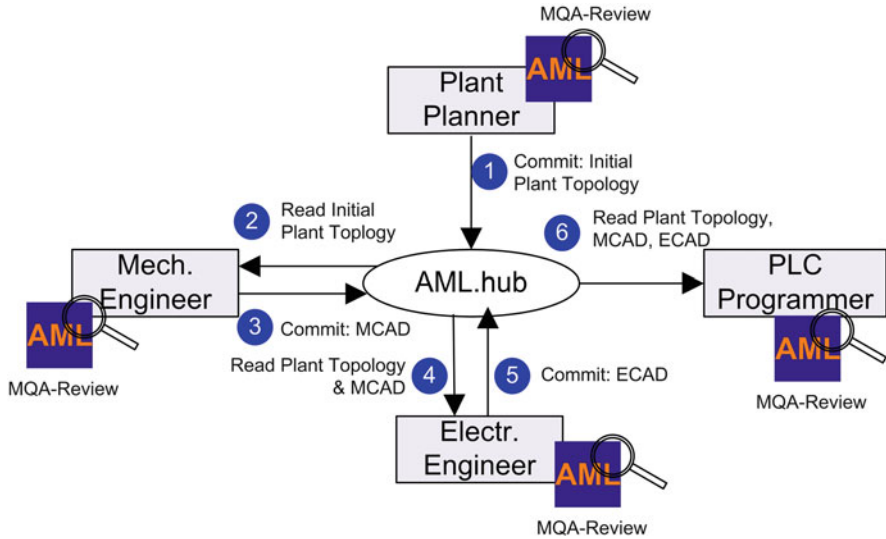 MQA-Review
AML
Plant
Planner
1
Commit: Initial
Plant Topology
2
Read Initial
Plant Toplogy
6
Read Plant Topology,
MCAD, ECAD
Mech.
Engineer
AML.hub
PLC
Programmer
AML
MQA-Review
3
Commit: MCAD
Read Plant Topology
& MCAD
4
5
Commit: ECAD
AML
MQA-Review
Electr.
Engineer
AML
MQA-Review